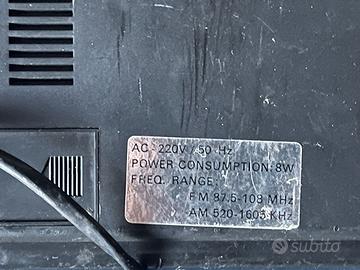 AC: 220V / 50 Hz
POWER CONSUMPTION: 8W
FREQ. RANGE:
FM 87.5-108 MHz
AM 520-1605 KHz
subito